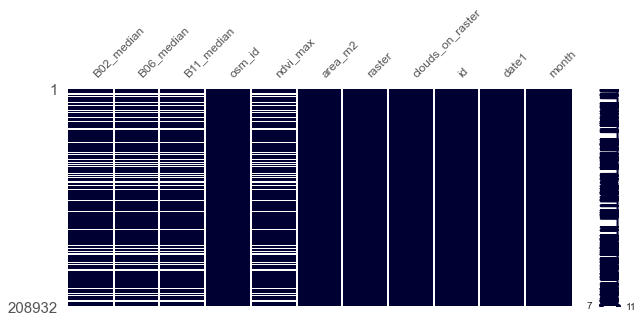 B02_median
B06_median
B11_median
osm_id
ndvi_max
area_m2
raster
clouds_on_raster
id
date1
month
1
208932
7
11